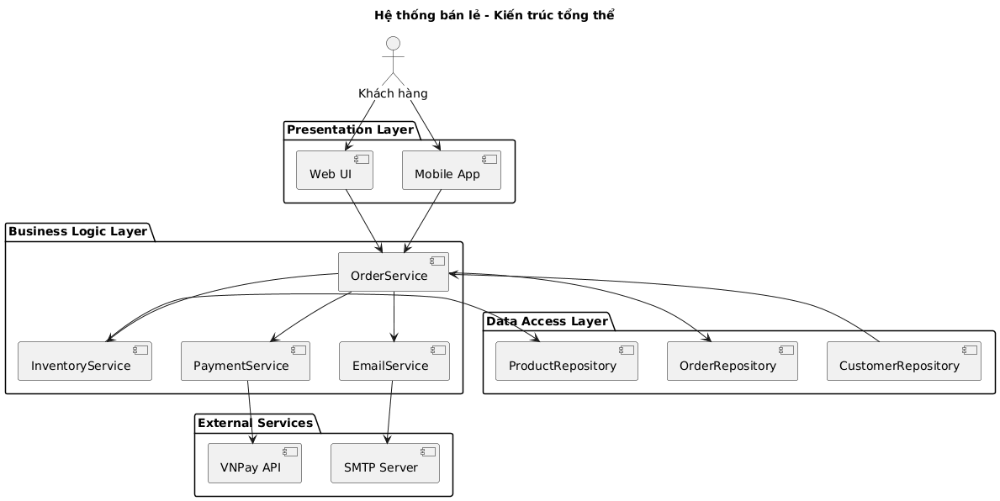 Hệ thống bán lẻ - Kiến trúc tổng thể
Khách hàng
Presentation Layer
Web UI
Mobile App
Business Logic Layer
OrderService
Data Access Layer
InventoryService
PaymentService
EmailService
ProductRepository
OrderRepository
CustomerRepository
External Services
VNPay API
SMTP Server